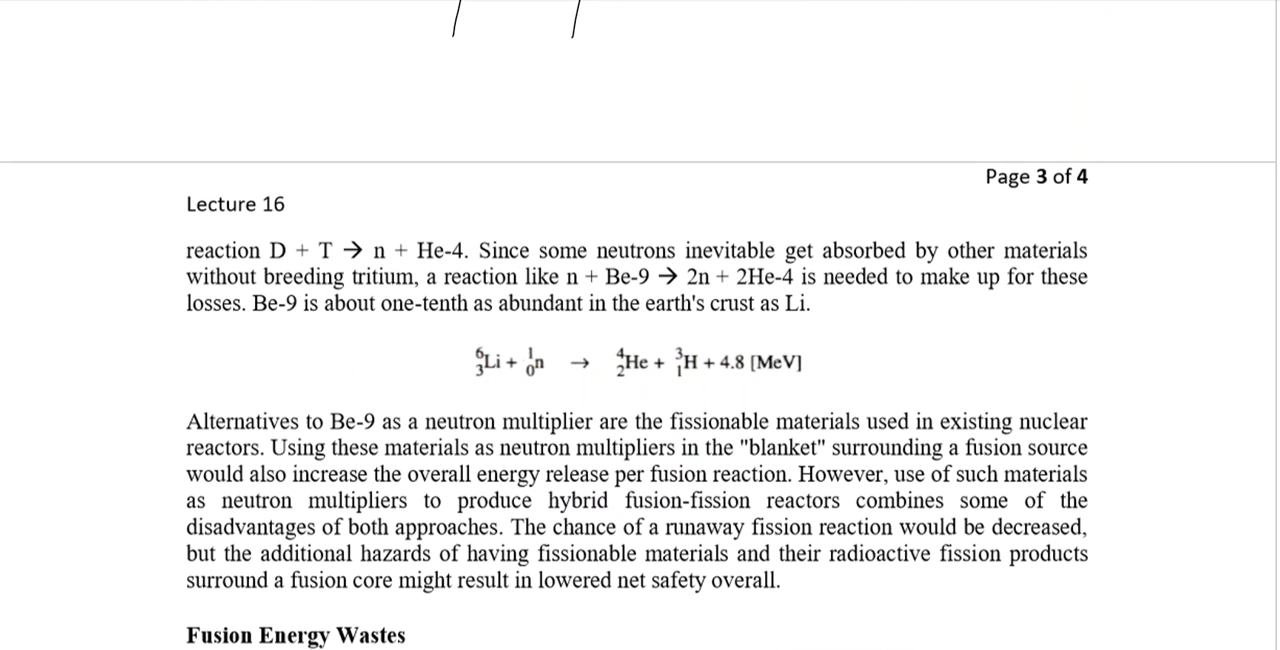 Page 3 of 4
Lecture 16
reaction D + T → n + He-4. Since some neutrons inevitable get absorbed by other materials
without breeding tritium, a reaction like n + Be-9 → 2n + 2He-4 is needed to make up for these
losses. Be-9 is about one-tenth as abundant in the earth's crust as Li.
⁶₃Li + ¹₀n → ⁴₂He + ³₁H + 4.8 [MeV]
Alternatives to Be-9 as a neutron multiplier are the fissionable materials used in existing nuclear
reactors. Using these materials as neutron multipliers in the "blanket" surrounding a fusion source
would also increase the overall energy release per fusion reaction. However, use of such materials
as neutron multipliers to produce hybrid fusion-fission reactors combines some of the
disadvantages of both approaches. The chance of a runaway fission reaction would be decreased,
but the additional hazards of having fissionable materials and their radioactive fission products
surround a fusion core might result in lowered net safety overall.
Fusion Energy Wastes